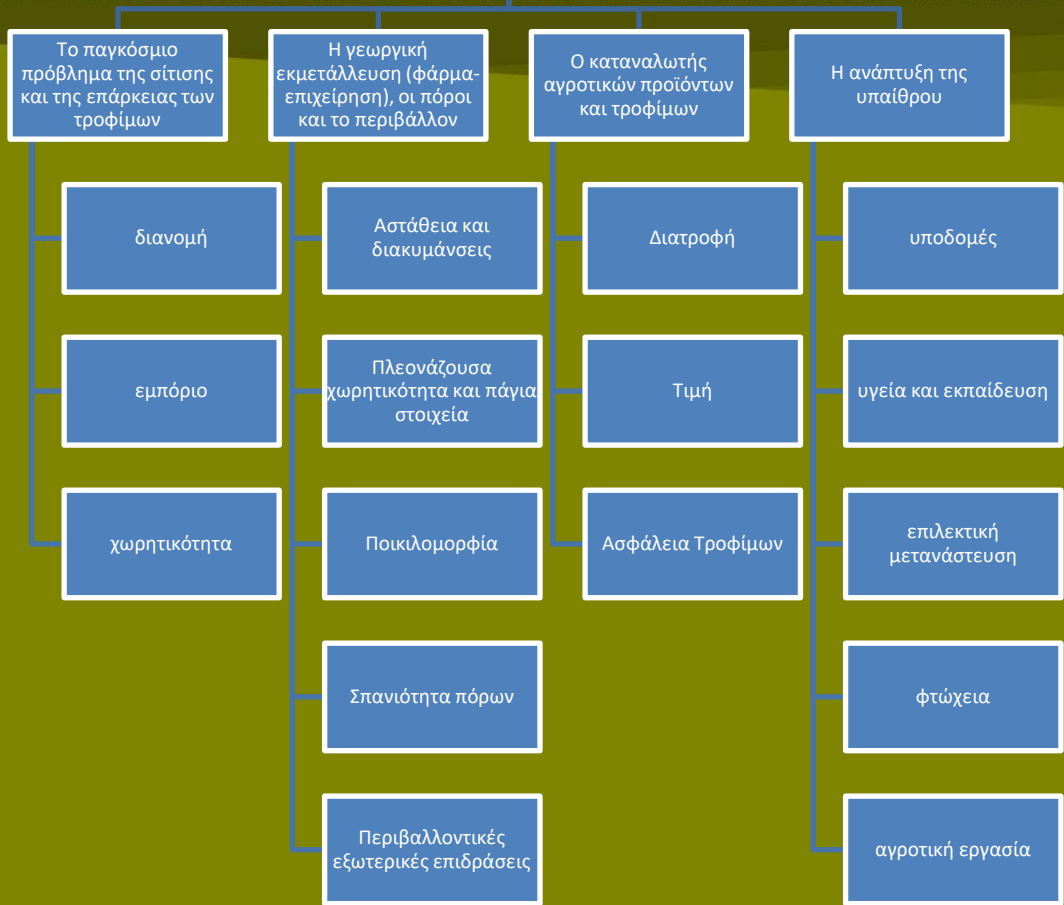 Το παγκόσμιο
πρόβλημα της σίτισης
και της επάρκειας των
τροφίμων
διανομή
εμπόριο
χωρητικότητα
Η γεωργική
εκμετάλλευση (φάρμα-
επιχείρηση), οι πόροι
και το περιβάλλον
Αστάθεια και
διακυμάνσεις
Πλεονάζουσα
χωρητικότητα και πάγια
στοιχεία
Ποικιλομορφία
Σπανιότητα πόρων
Περιβαλλοντικές
εξωτερικές επιδράσεις
Ο καταναλωτής
αγροτικών προϊόντων
και τροφίμων
Διατροφή
Τιμή
Ασφάλεια Τροφίμων
Η ανάπτυξη της
υπαίθρου
υποδομές
υγεία και εκπαίδευση
επιλεκτική
μετανάστευση
φτώχεια
αγροτική εργασία